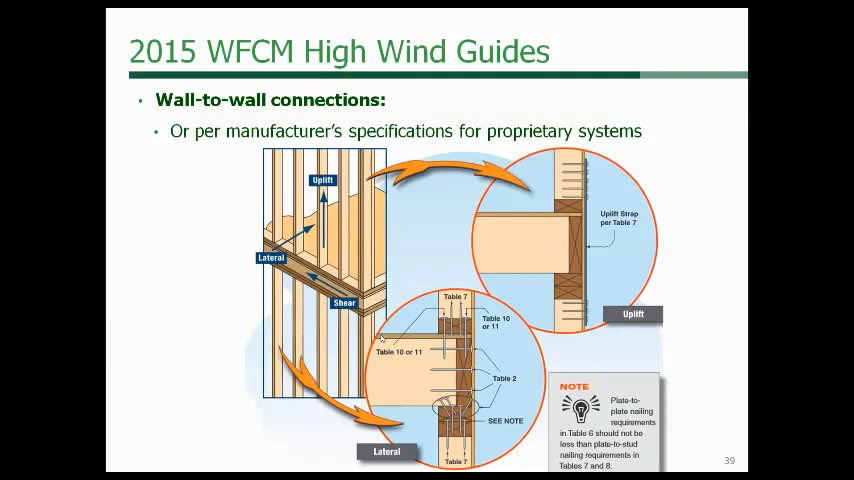 2015 WFCM High Wind Guides
• Wall-to-wall connections:
• Or per manufacturer's specifications for proprietary systems
Uplift
Lateral
Shear
Uplift Strap
per Table 7
Uplift
Table 7
Table 10
or 11
Table 10 or 11
Table 2
SEE NOTE
Table 7
Lateral
NOTE
Plate-to-
plate nailing
requirements
in Table 6 should not be
less than plate-to-stud
nailing requirements in
Tables 7 and 8.
39